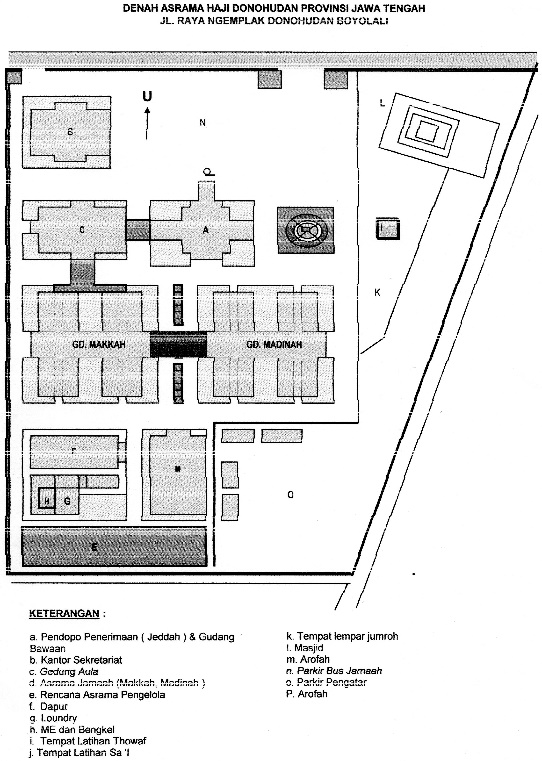 DENAH ASRAMA HAJI DONOHUDAN PROVINSI JAWA TENGAH
JL. RAYA NGEMPLAK DONOHUDAN BOYOLALI
U
N
L
C
A
K
GD. MAKKAH
GD. MADINAH
F
M
H G
O
E
KETERANGAN :
a. Pendopo Penerimaan ( Jeddah ) & Gudang
Bawaan
b. Kantor Sekretariat
c. Gedung Aula
d. Asrama Jamaah (Makkah, Madinah )
e. Rencana Asrama Pengelola
f. Dapur
g. Loundry
h. ME dan Bengkel
i. Tempat Latihan Thowaf
j. Tempat Latihan Sa 'I
k. Tempat lempar jumroh
l. Masjid
m. Arofah
n. Parkir Bus Jamaah
o. Parkir Pengatar
P. Arofah